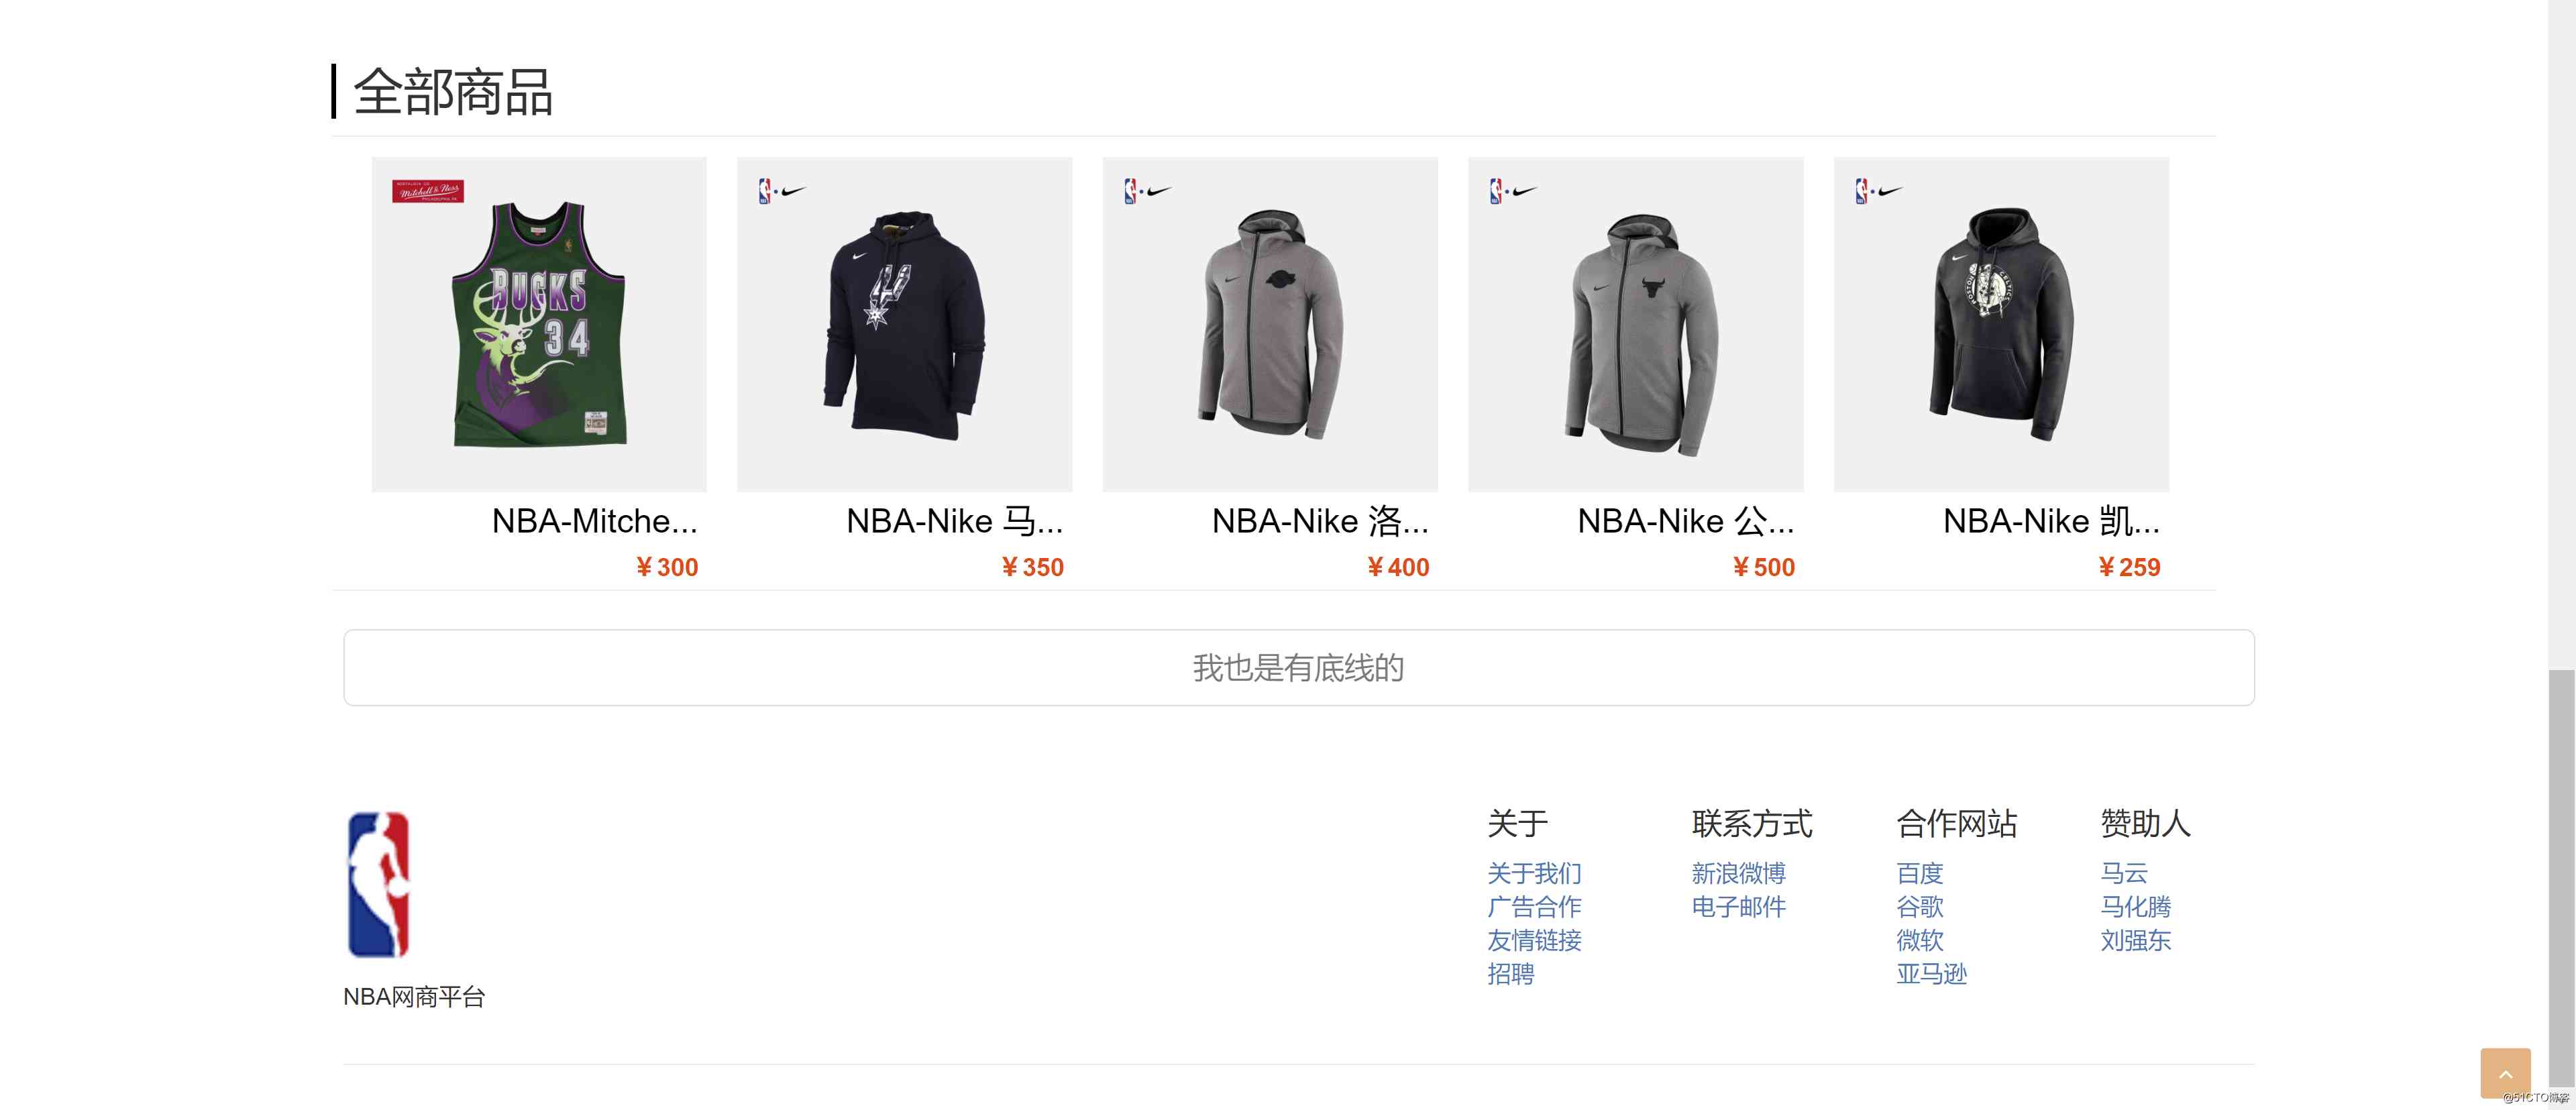 全部商品
Mitchell & Ness
BUCKS
34
BOSTON CELTICS
NBA-Mitche...
NBA-Nike 马...
NBA-Nike 洛...
NBA-Nike 公...
NBA-Nike 凯...
¥ 300
¥ 350
¥ 400
¥ 500
¥ 259
我也是有底线的
关于
联系方式
合作网站
赞助人
关于我们
新浪微博
百度
马云
广告合作
电子邮件
谷歌
马化腾
友情链接
微软
刘强东
招聘
亚马逊
NBA网商平台
@51CTO博客